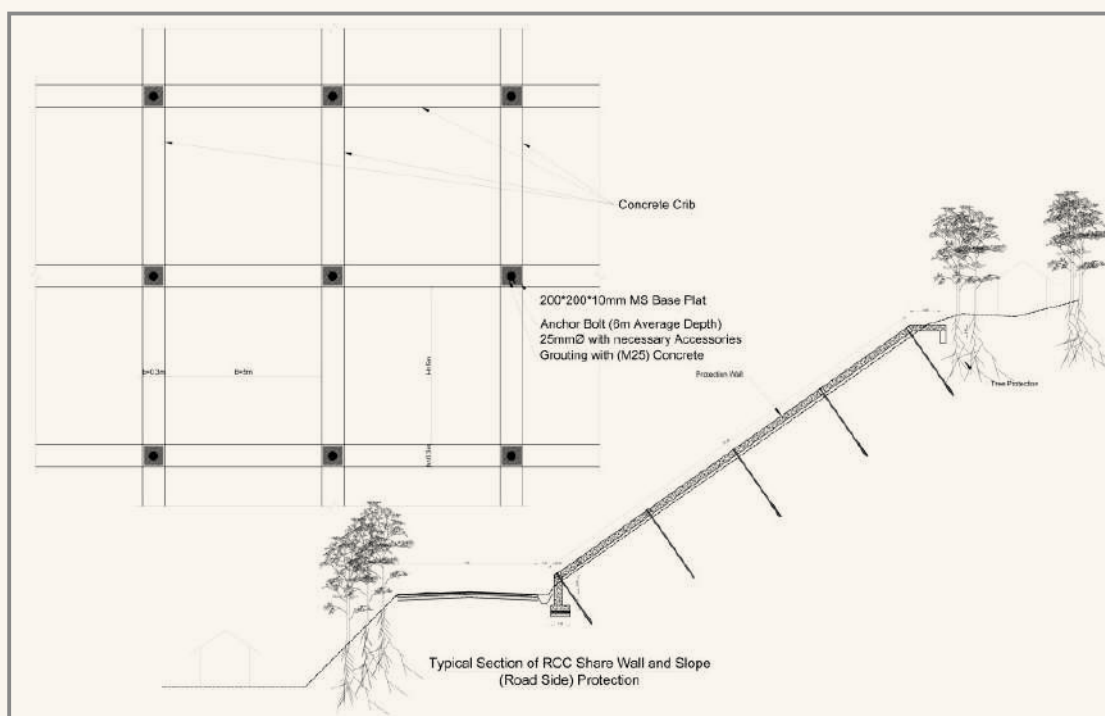 Concrete Crib
200*200*10mm MS Base Plat
Anchor Bolt (6m Average Depth)
25mmØ with necessary Accessories
Grouting with (M25) Concrete
b=0.3m
B=5m
Protection Wall
Tree Protection
Typical Section of RCC Share Wall and Slope
(Road Side) Protection